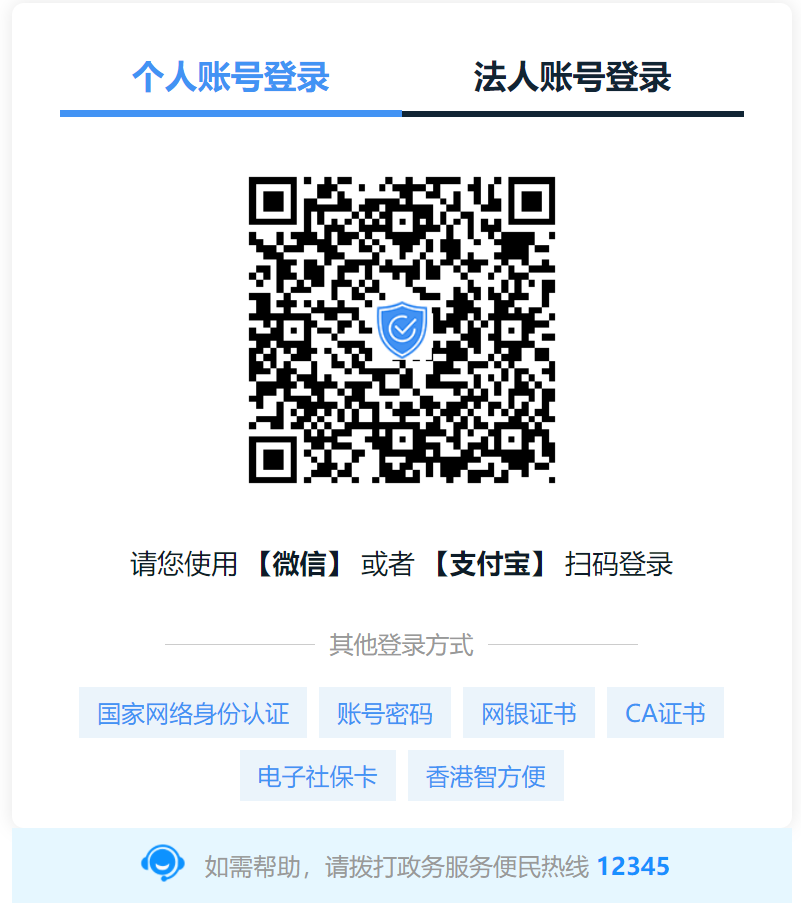 个人账号登录 法人账号登录
请您使用【微信】或者【支付宝】扫码登录
其他登录方式
国家网络身份认证 账号密码 网银证书 CA证书
电子社保卡 香港智方便
如需帮助，请拨打政务服务便民热线 12345